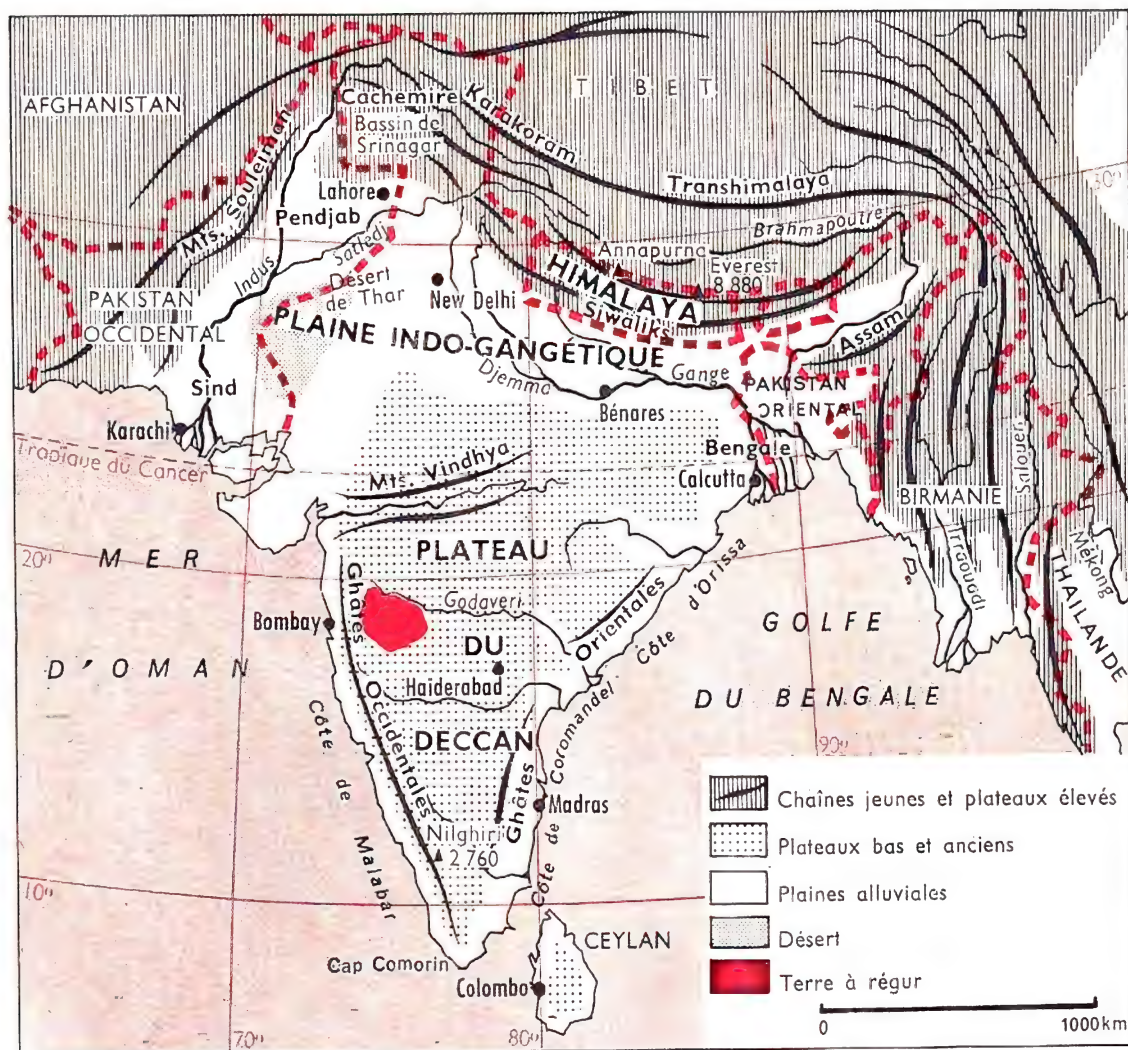 AFGHANISTAN
TIBET
Cachemire
Bassin de
Srinagar
Karakoram
Mts. Souleiman
Lahore
Pendjab
Transhimalaya
30°
Brahmapoutre
Annapurna
Everest
8 880
HIMALAYA
Siwaliks
Satledj
Indus
Désert
de Thar
New Delhi
PAKISTAN
OCCIDENTAL
PLAINE INDO-GANGÉTIQUE
Assam
Sind
Djemma
Gange
PAKISTAN
ORIENTAL
Bénares
Karachi
Tropique du Cancer
Mts. Vindhya
Bengale
Calcutta
BIRMANIE
Salouen
Irraouadi
Mékong
THAILANDE
20°
MER
D'OMAN
PLATEAU
DU
DECCAN
Ghâtes
Occidentales
Godaveri
Bombay
Haiderabad
Ghâtes
Orientales
Côte d'Orissa
GOLFE
DU BENGALE
90°
Côte de Malabar
Côte de Coromandel
Madras
Nilghiri
2 760
10°
CEYLAN
Cap Comorin
Colombo
70°
80°
Chaînes jeunes et plateaux élevés
Plateaux bas et anciens
Plaines alluviales
Désert
Terre à régur
0 1000km